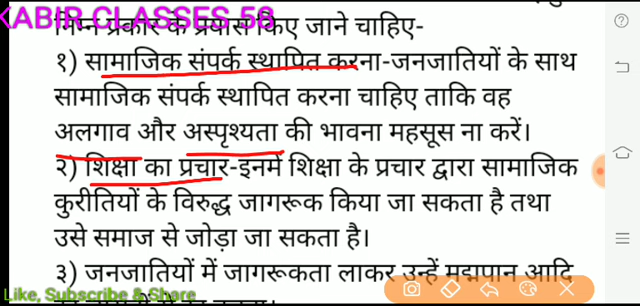 KABIR CLASSES 50
निम्न प्रकार के प्रयास किए जाने चाहिए-
१) सामाजिक संपर्क स्थापित करना-जनजातियों के साथ
सामाजिक संपर्क स्थापित करना चाहिए ताकि वह
अलगाव और अस्पृश्यता की भावना महसूस ना करें।
२) शिक्षा का प्रचार-इनमें शिक्षा के प्रचार द्वारा सामाजिक
कुरीतियों के विरुद्ध जागरूक किया जा सकता है तथा
उसे समाज से जोड़ा जा सकता है।
३) जनजातियों में जागरूकता लाकर उन्हें मद्यपान आदि
Like, Subscribe & Share